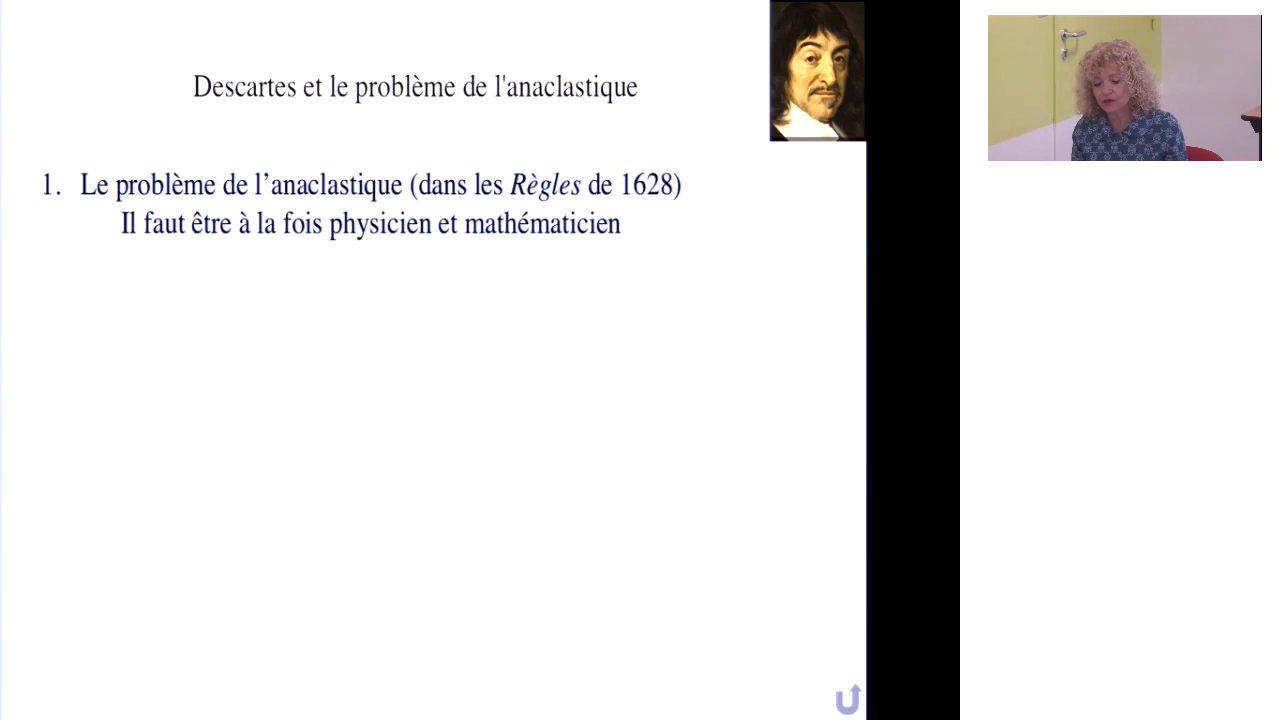 Descartes et le problème de l'anaclastique
1. Le problème de l’anaclastique (dans les Règles de 1628)
Il faut être à la fois physicien et mathématicien